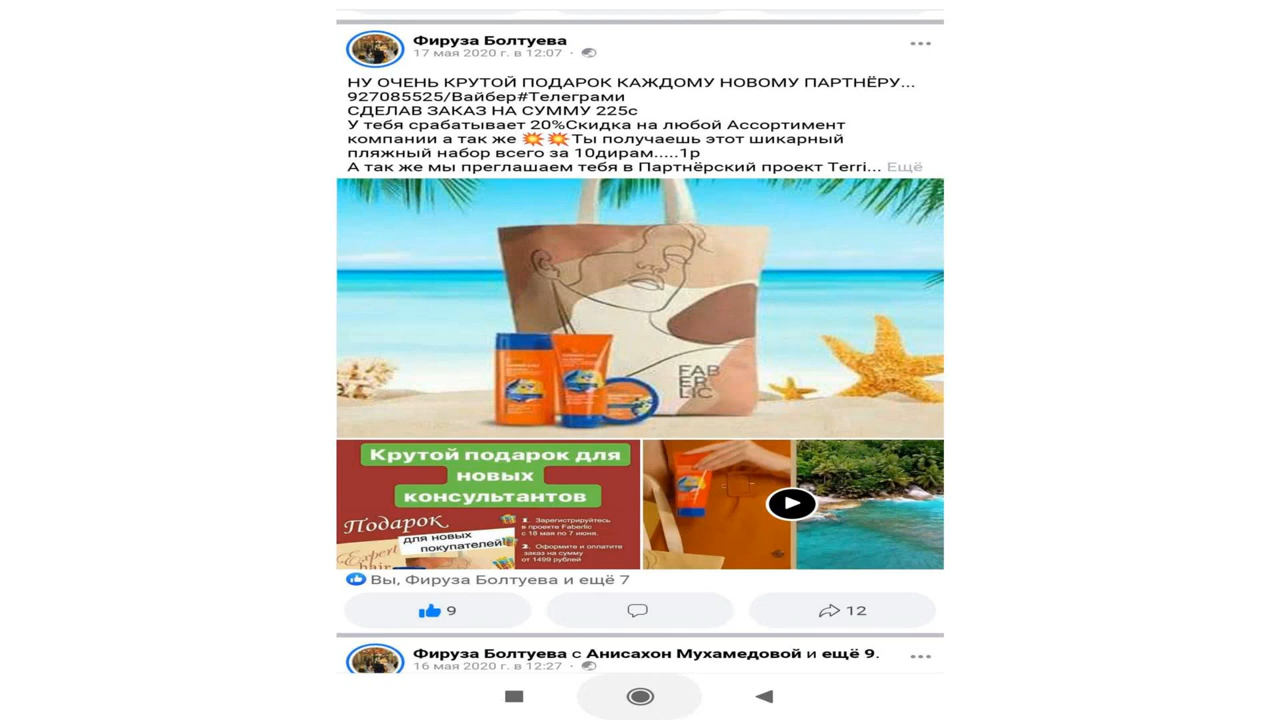 Фируза Болтуева
17 мая 2020 г. в 12:07 ·
НУ ОЧЕНЬ КРУТОЙ ПОДАРОК КАЖДОМУ НОВОМУ ПАРТНЁРУ...
927085525/Вайбер#Телеграми
СДЕЛАВ ЗАКАЗ НА СУММУ 225с
У тебя срабатывает 20%Скидка на любой Ассортимент
компании а так же 💥💥Ты получаешь этот шикарный
пляжный набор всего за 10дирам.....1р
А так же мы преглашаем тебя в Партнёрский проект Terri... Ещё
FAB
ER
LIC
Крутой подарок для
новых
консультантов
Подарок
для новых
покупателей!
Expert
hair
1. Зарегистрируйтесь
в проекте Faberlic
с 18 мая по 7 июня.
2. Оформите и оплатите
заказ на сумму
от 1499 рублей
Вы, Фируза Болтуева и ещё 7
9
12
Фируза Болтуева с Анисахон Мухамедовой и ещё 9.
16 мая 2020 г. в 12:27 ·